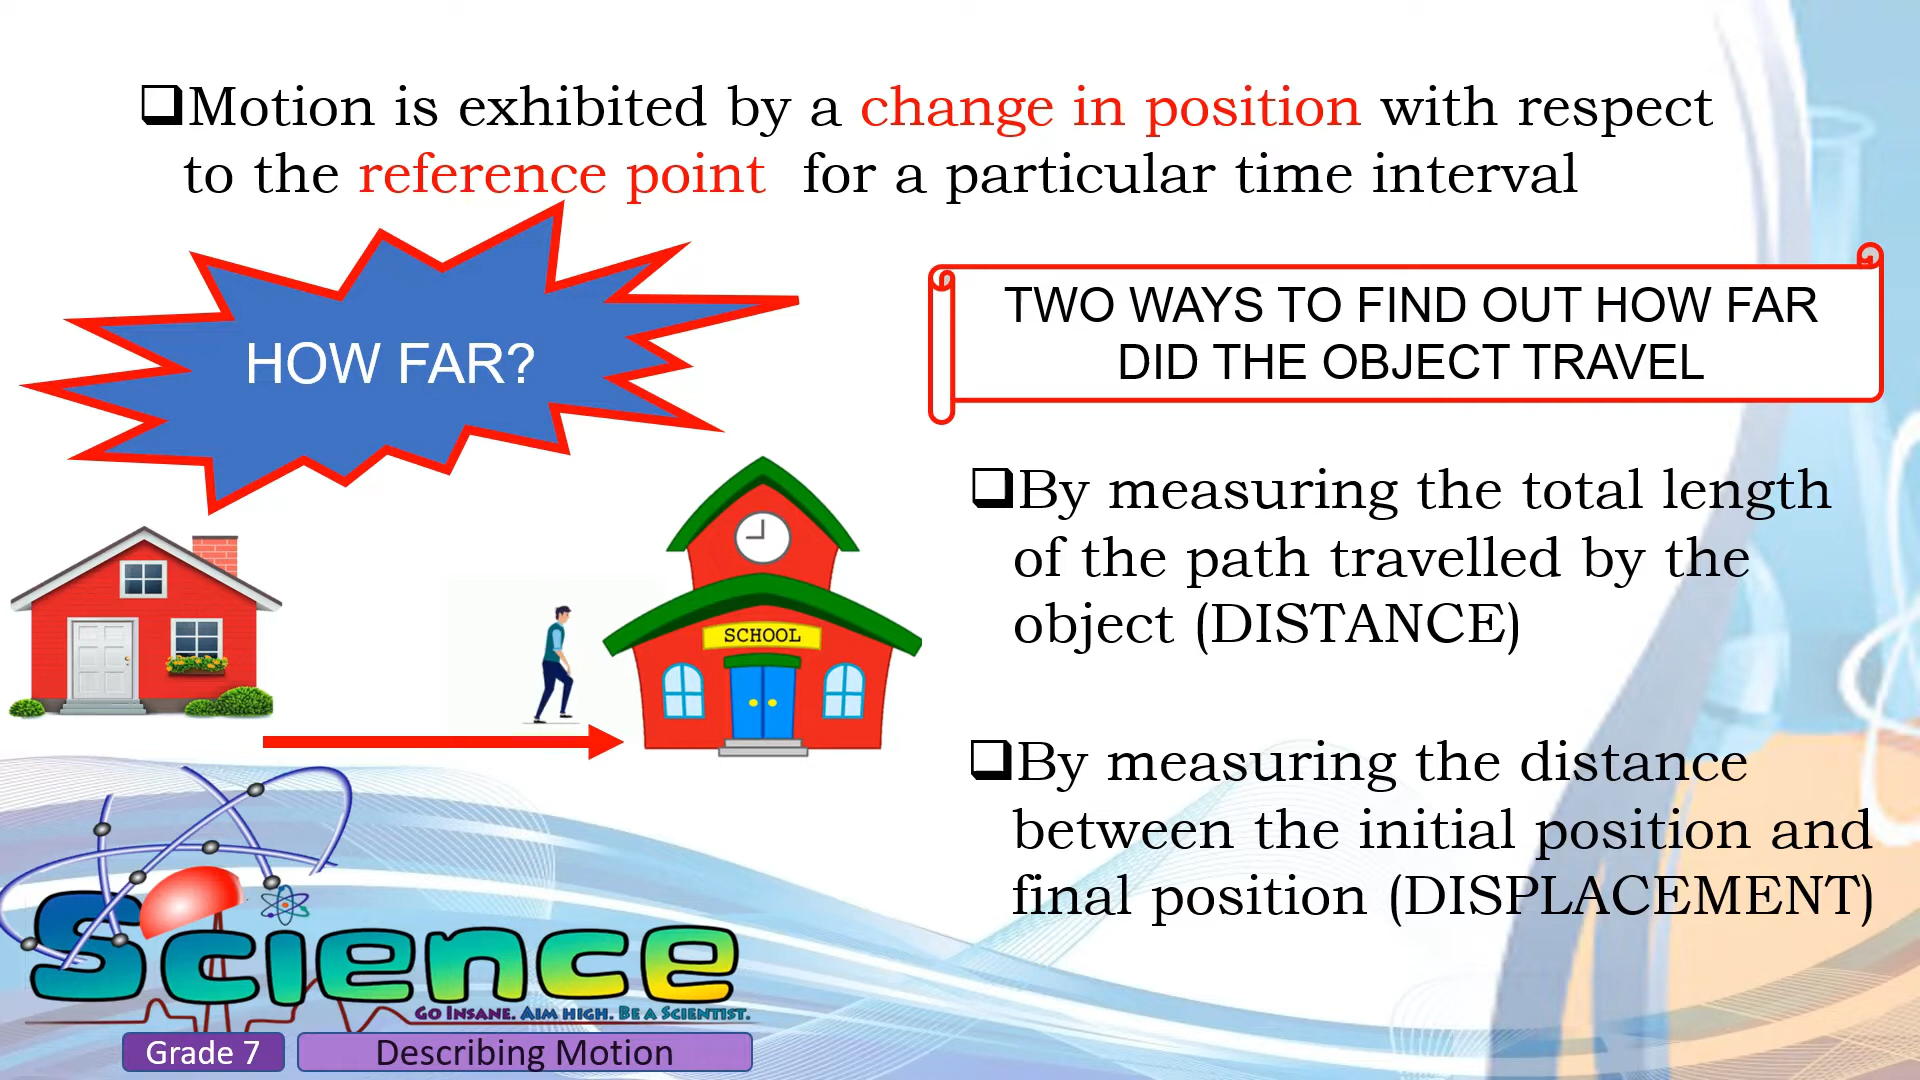 ❑Motion is exhibited by a change in position with respect
to the reference point for a particular time interval
HOW FAR?
TWO WAYS TO FIND OUT HOW FAR
DID THE OBJECT TRAVEL
❑By measuring the total length
of the path travelled by the
object (DISTANCE)
SCHOOL
❑By measuring the distance
between the initial position and
final position (DISPLACEMENT)
Science
GO INSANE. AIM HIGH. BE A SCIENTIST.
Grade 7
Describing Motion